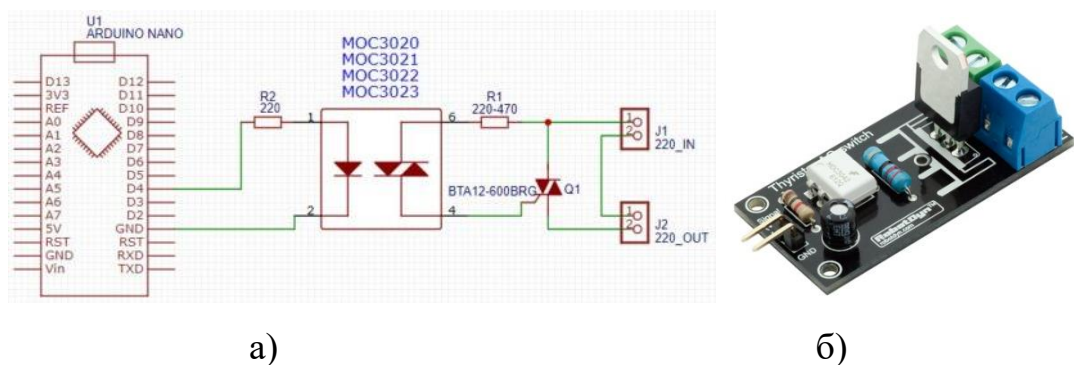 U1
ARDUINO NANO
D13
3V3
REF
A0
A1
A2
A3
A4
A5
A6
A7
5V
RST
GND
Vin
D12
D11
D10
D9
D8
D7
D6
D5
D4
D3
D2
GND
RST
RXD
TXD
R2
220
MOC3020
MOC3021
MOC3022
MOC3023
1
2
6
4
R1
220-470
BTA12-600BRG
Q1
1
2
J1
220_IN
1
2
J2
220_OUT
Signal
GND
RobotDyn
а)
б)